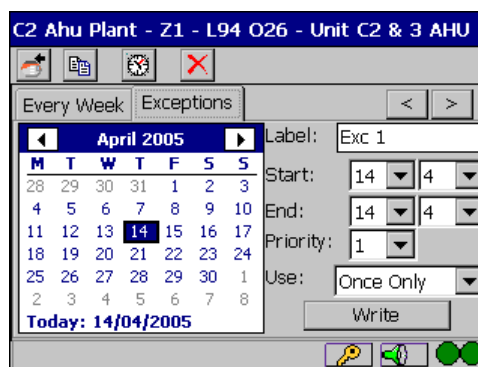 C2 Ahu Plant - Z1 - L94 O26 - Unit C2 & 3 AHU
Every Week Exceptions < >
April 2005
M T W T F S S
28 29 30 31 1 2 3
4 5 6 7 8 9 10
11 12 13 14 15 16 17
18 19 20 21 22 23 24
25 26 27 28 29 30 1
2 3 4 5 6 7 8
Today: 14/04/2005
Label: Exc 1
Start: 14 4
End: 14 4
Priority: 1
Use: Once Only
Write